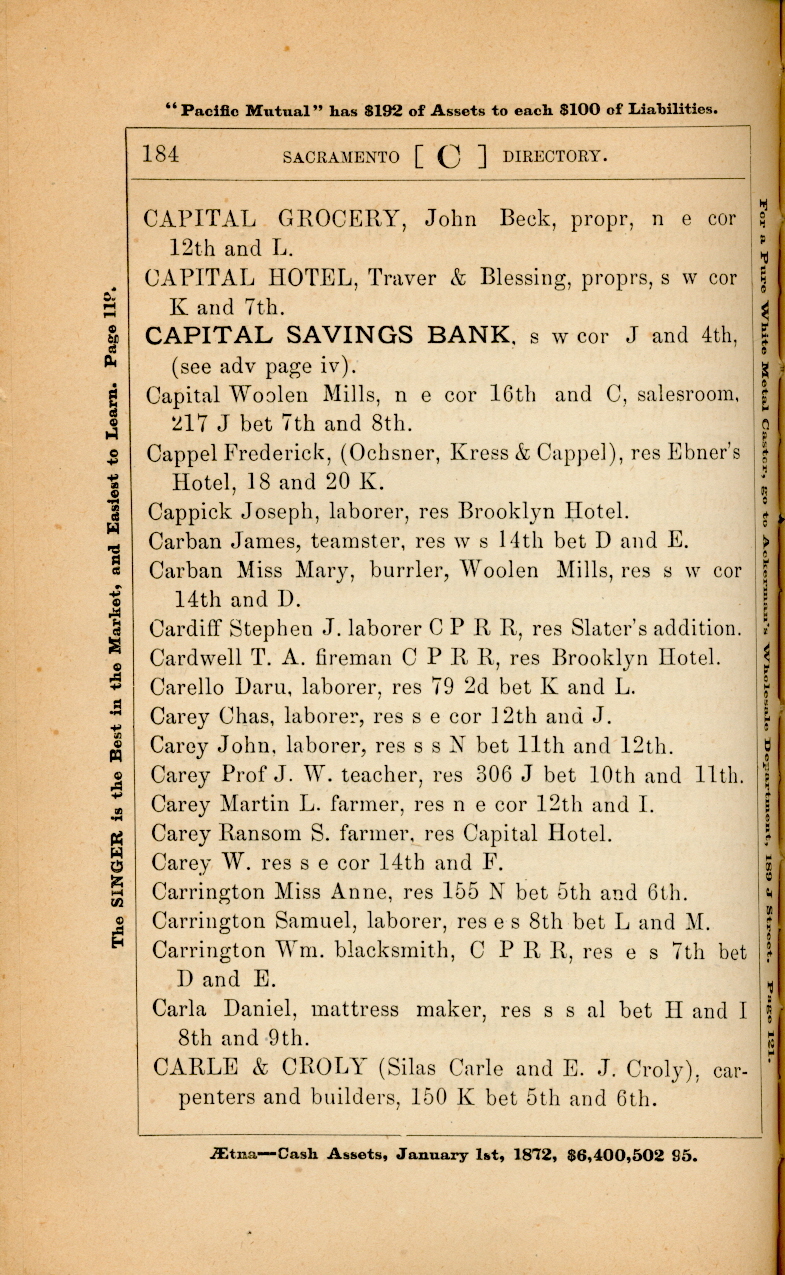 “Pacific Mutual” has $192 of Assets to each $100 of Liabilities.
184 SACRAMENTO [ C ] DIRECTORY.
CAPITAL GROCERY, John Beck, propr, n e cor
12th and L.
CAPITAL HOTEL, Traver & Blessing, proprs, s w cor
K and 7th.
CAPITAL SAVINGS BANK, s w cor J and 4th,
(see adv page iv).
Capital Woolen Mills, n e cor 16th and C, salesroom,
217 J bet 7th and 8th.
Cappel Frederick, (Ochsner, Kress & Cappel), res Ebner's
Hotel, 18 and 20 K.
Cappick Joseph, laborer, res Brooklyn Hotel.
Carban James, teamster, res w s 14th bet D and E.
Carban Miss Mary, burrler, Woolen Mills, res s w cor
14th and D.
Cardiff Stephen J. laborer C P R R, res Slater's addition.
Cardwell T. A. fireman C P R R, res Brooklyn Hotel.
Carello Daru, laborer, res 79 2d bet K and L.
Carey Chas, laborer, res s e cor 12th and J.
Carey John, laborer, res s s N bet 11th and 12th.
Carey Prof J. W. teacher, res 306 J bet 10th and 11th.
Carey Martin L. farmer, res n e cor 12th and I.
Carey Ransom S. farmer, res Capital Hotel.
Carey W. res s e cor 14th and F.
Carrington Miss Anne, res 155 N bet 5th and 6th.
Carrington Samuel, laborer, res e s 8th bet L and M.
Carrington Wm. blacksmith, C P R R, res e s 7th bet
D and E.
Carla Daniel, mattress maker, res s s al bet H and I
8th and 9th.
CARLE & CROLY (Silas Carle and E. J. Croly), car-
penters and builders, 150 K bet 5th and 6th.
Ætna—Cash Assets, January 1st, 1872, $6,400,502 95.
The SINGER is the Best in the Market, and Easiest to Learn. Page 119.
For a Pure White Metal Castor, go to Ackerman's Wholesale Department, 189 J Street. Page 121.